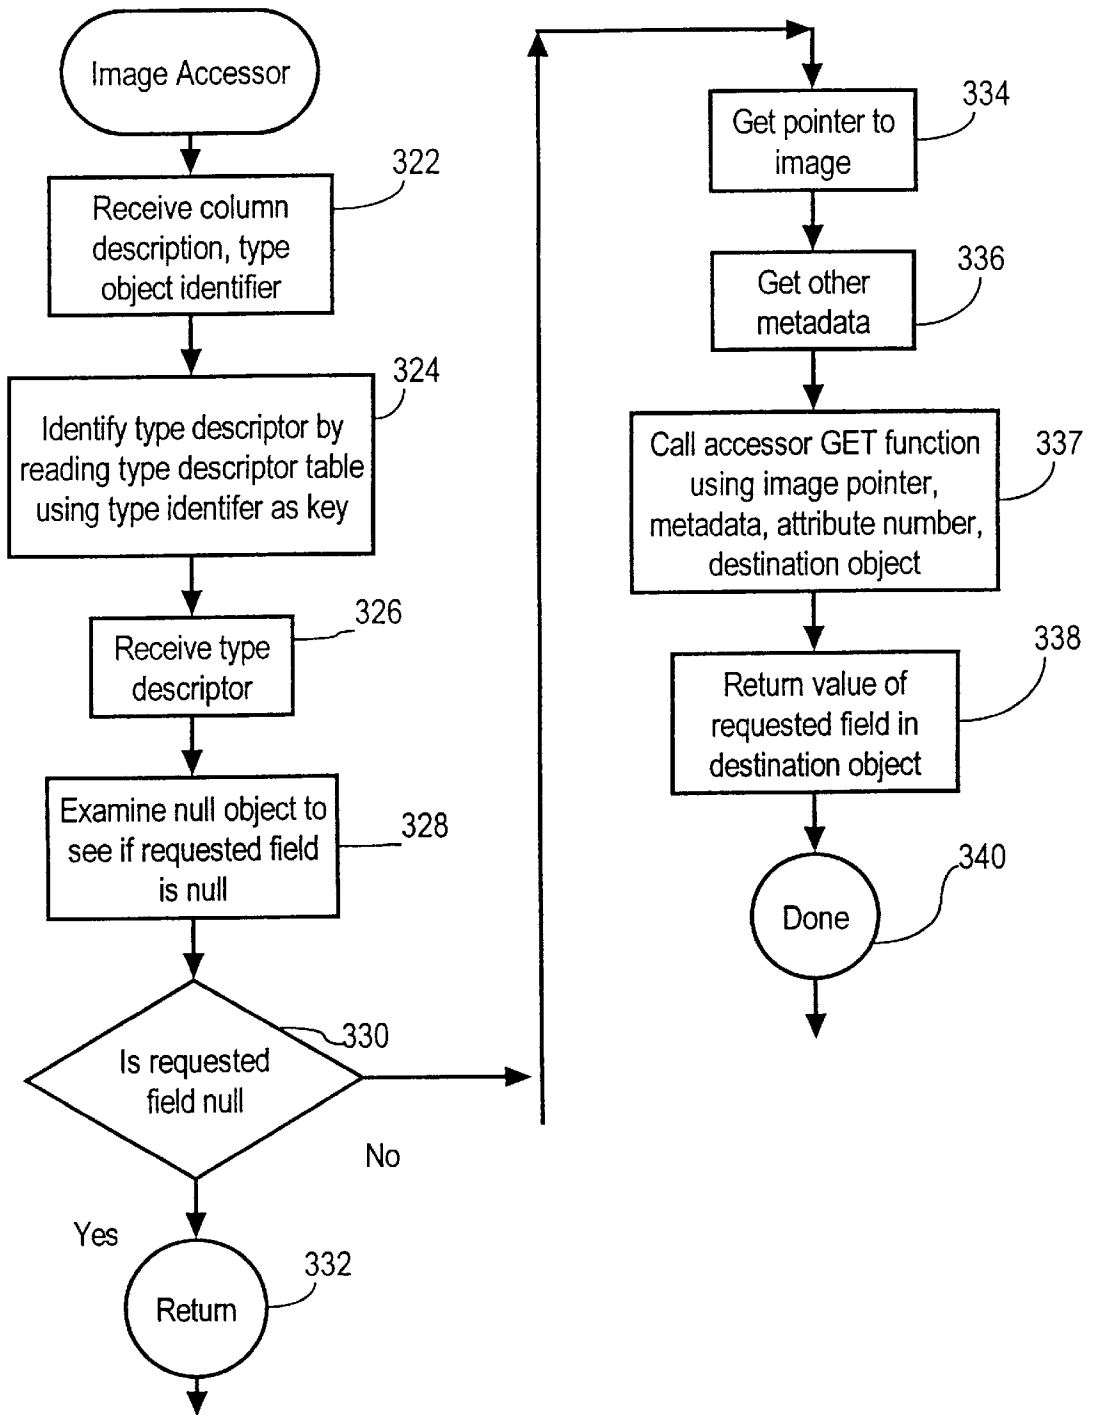 Image Accessor
322
Receive column
description, type
object identifier
324
Identify type descriptor by
reading type descriptor table
using type identifer as key
326
Receive type
descriptor
Examine null object to
see if requested field
is null
328
330
Is requested
field null
No
Yes
332
Return
334
Get pointer to
image
336
Get other
metadata
Call accessor GET function
using image pointer,
metadata, attribute number,
destination object
337
338
Return value of
requested field in
destination object
340
Done